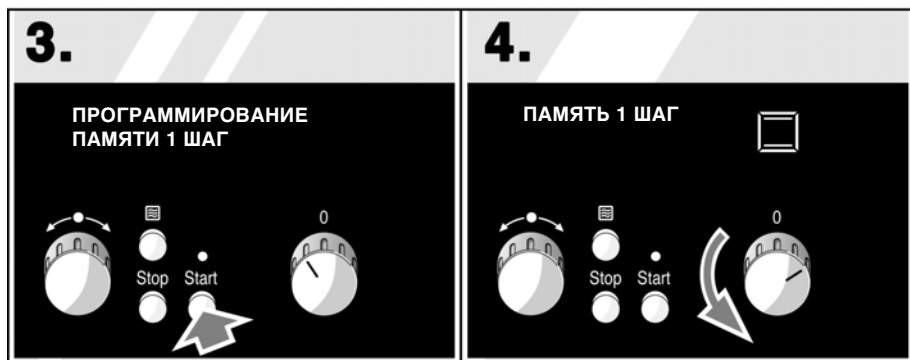 3.
ПРОГРАММИРОВАНИЕ
ПАМЯТИ 1 ШАГ
0
Stop Start
4.
ПАМЯТЬ 1 ШАГ
0
Stop Start